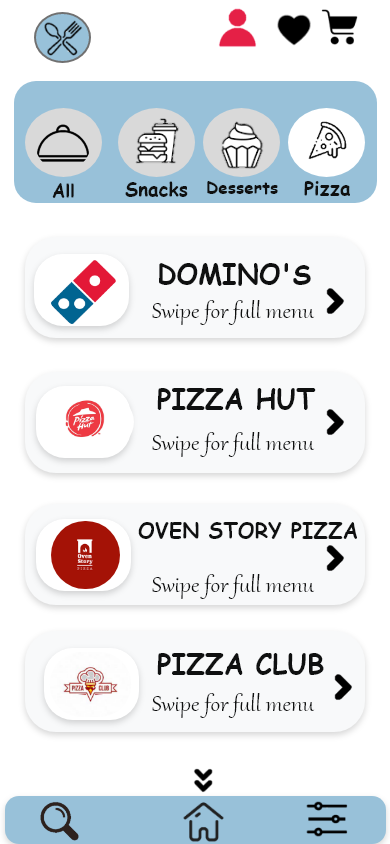 All
Snacks
Desserts
Pizza
DOMINO'S
Swipe for full menu
Pizza
Hut
PIZZA HUT
Swipe for full menu
Oven
Story
PIZZA
OVEN STORY PIZZA
Swipe for full menu
PIZZA CLUB
PIZZA CLUB
Swipe for full menu